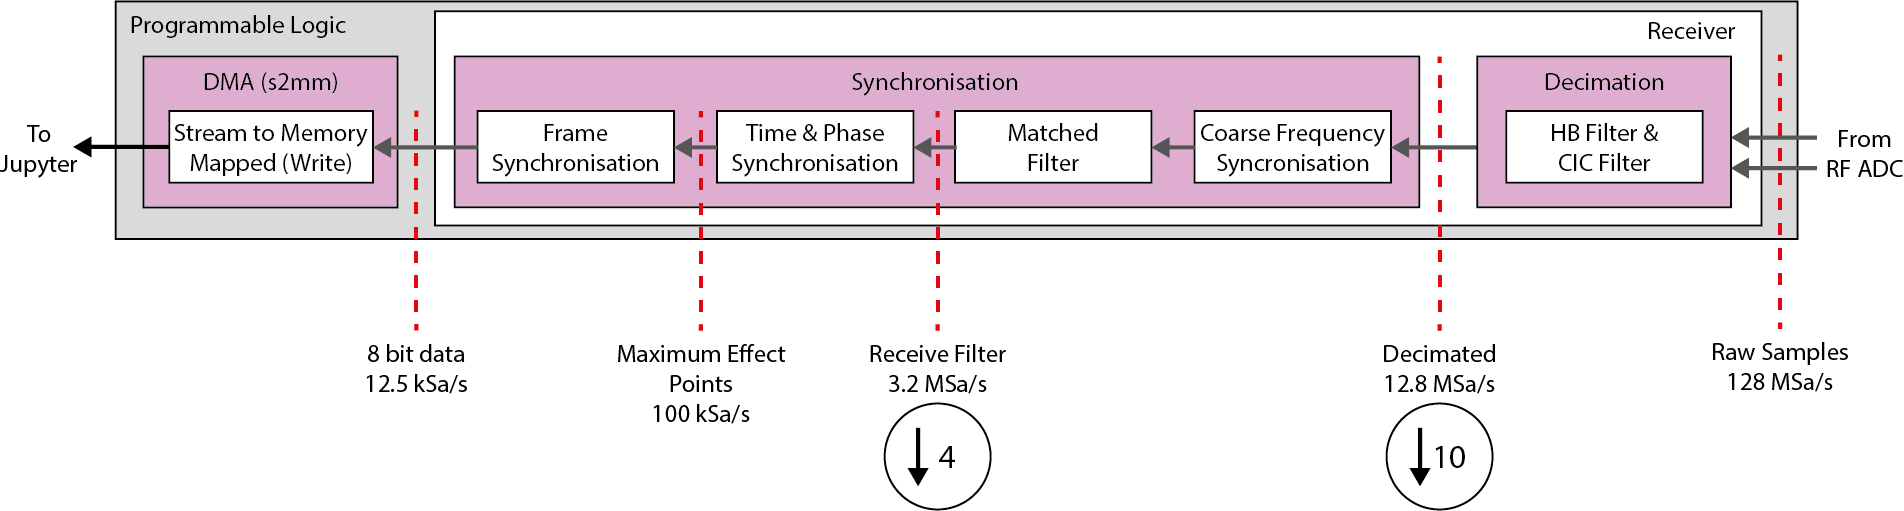 Programmable Logic
Receiver
DMA (s2mm)
Synchronisation
Decimation
To
Jupyter
Stream to Memory
Mapped (Write)
Frame
Synchronisation
Time & Phase
Synchronisation
Matched
Filter
Coarse Frequency
Syncronisation
HB Filter &
CIC Filter
From
RF ADC
8 bit data
12.5 kSa/s
Maximum Effect
Points
100 kSa/s
Receive Filter
3.2 MSa/s
Decimated
12.8 MSa/s
Raw Samples
128 MSa/s
4
10